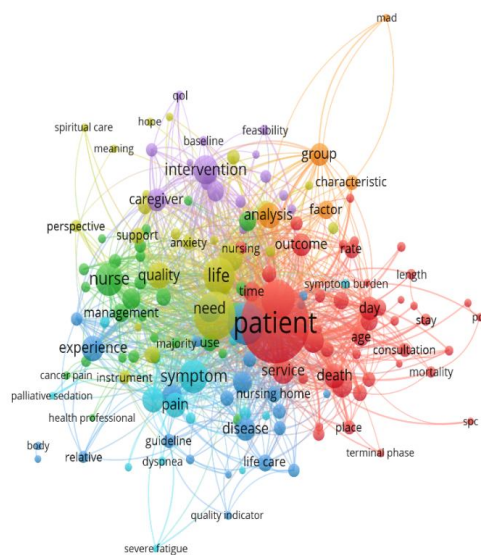 mad
qol
hope
spiritual care
feasibility
baseline
meaning
group
intervention
characteristic
caregiver
analysis
factor
perspective
support
anxiety
nursing
outcome
rate
nurse
quality
life
symptom burden
length
time
management
need
patient
day
stay
age
experience
majority
use
consultation
cancer pain
instrument
symptom
service
death
mortality
palliative sedation
pain
nursing home
health professional
disease
place
spc
body
guideline
relative
dyspnea
life care
terminal phase
quality indicator
severe fatigue